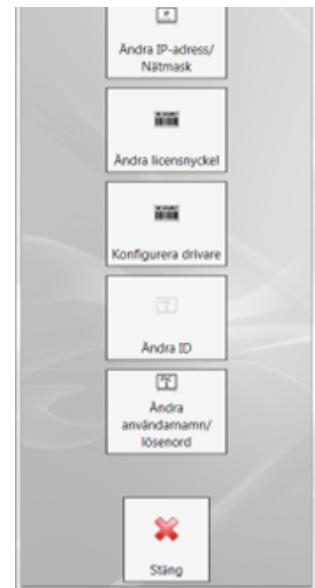 Ändra IP-adress/
Nätmask
Ändra licensnyckel
Konfigurera drivare
Ändra ID
Ändra
användarnamn/
lösenord
Stäng